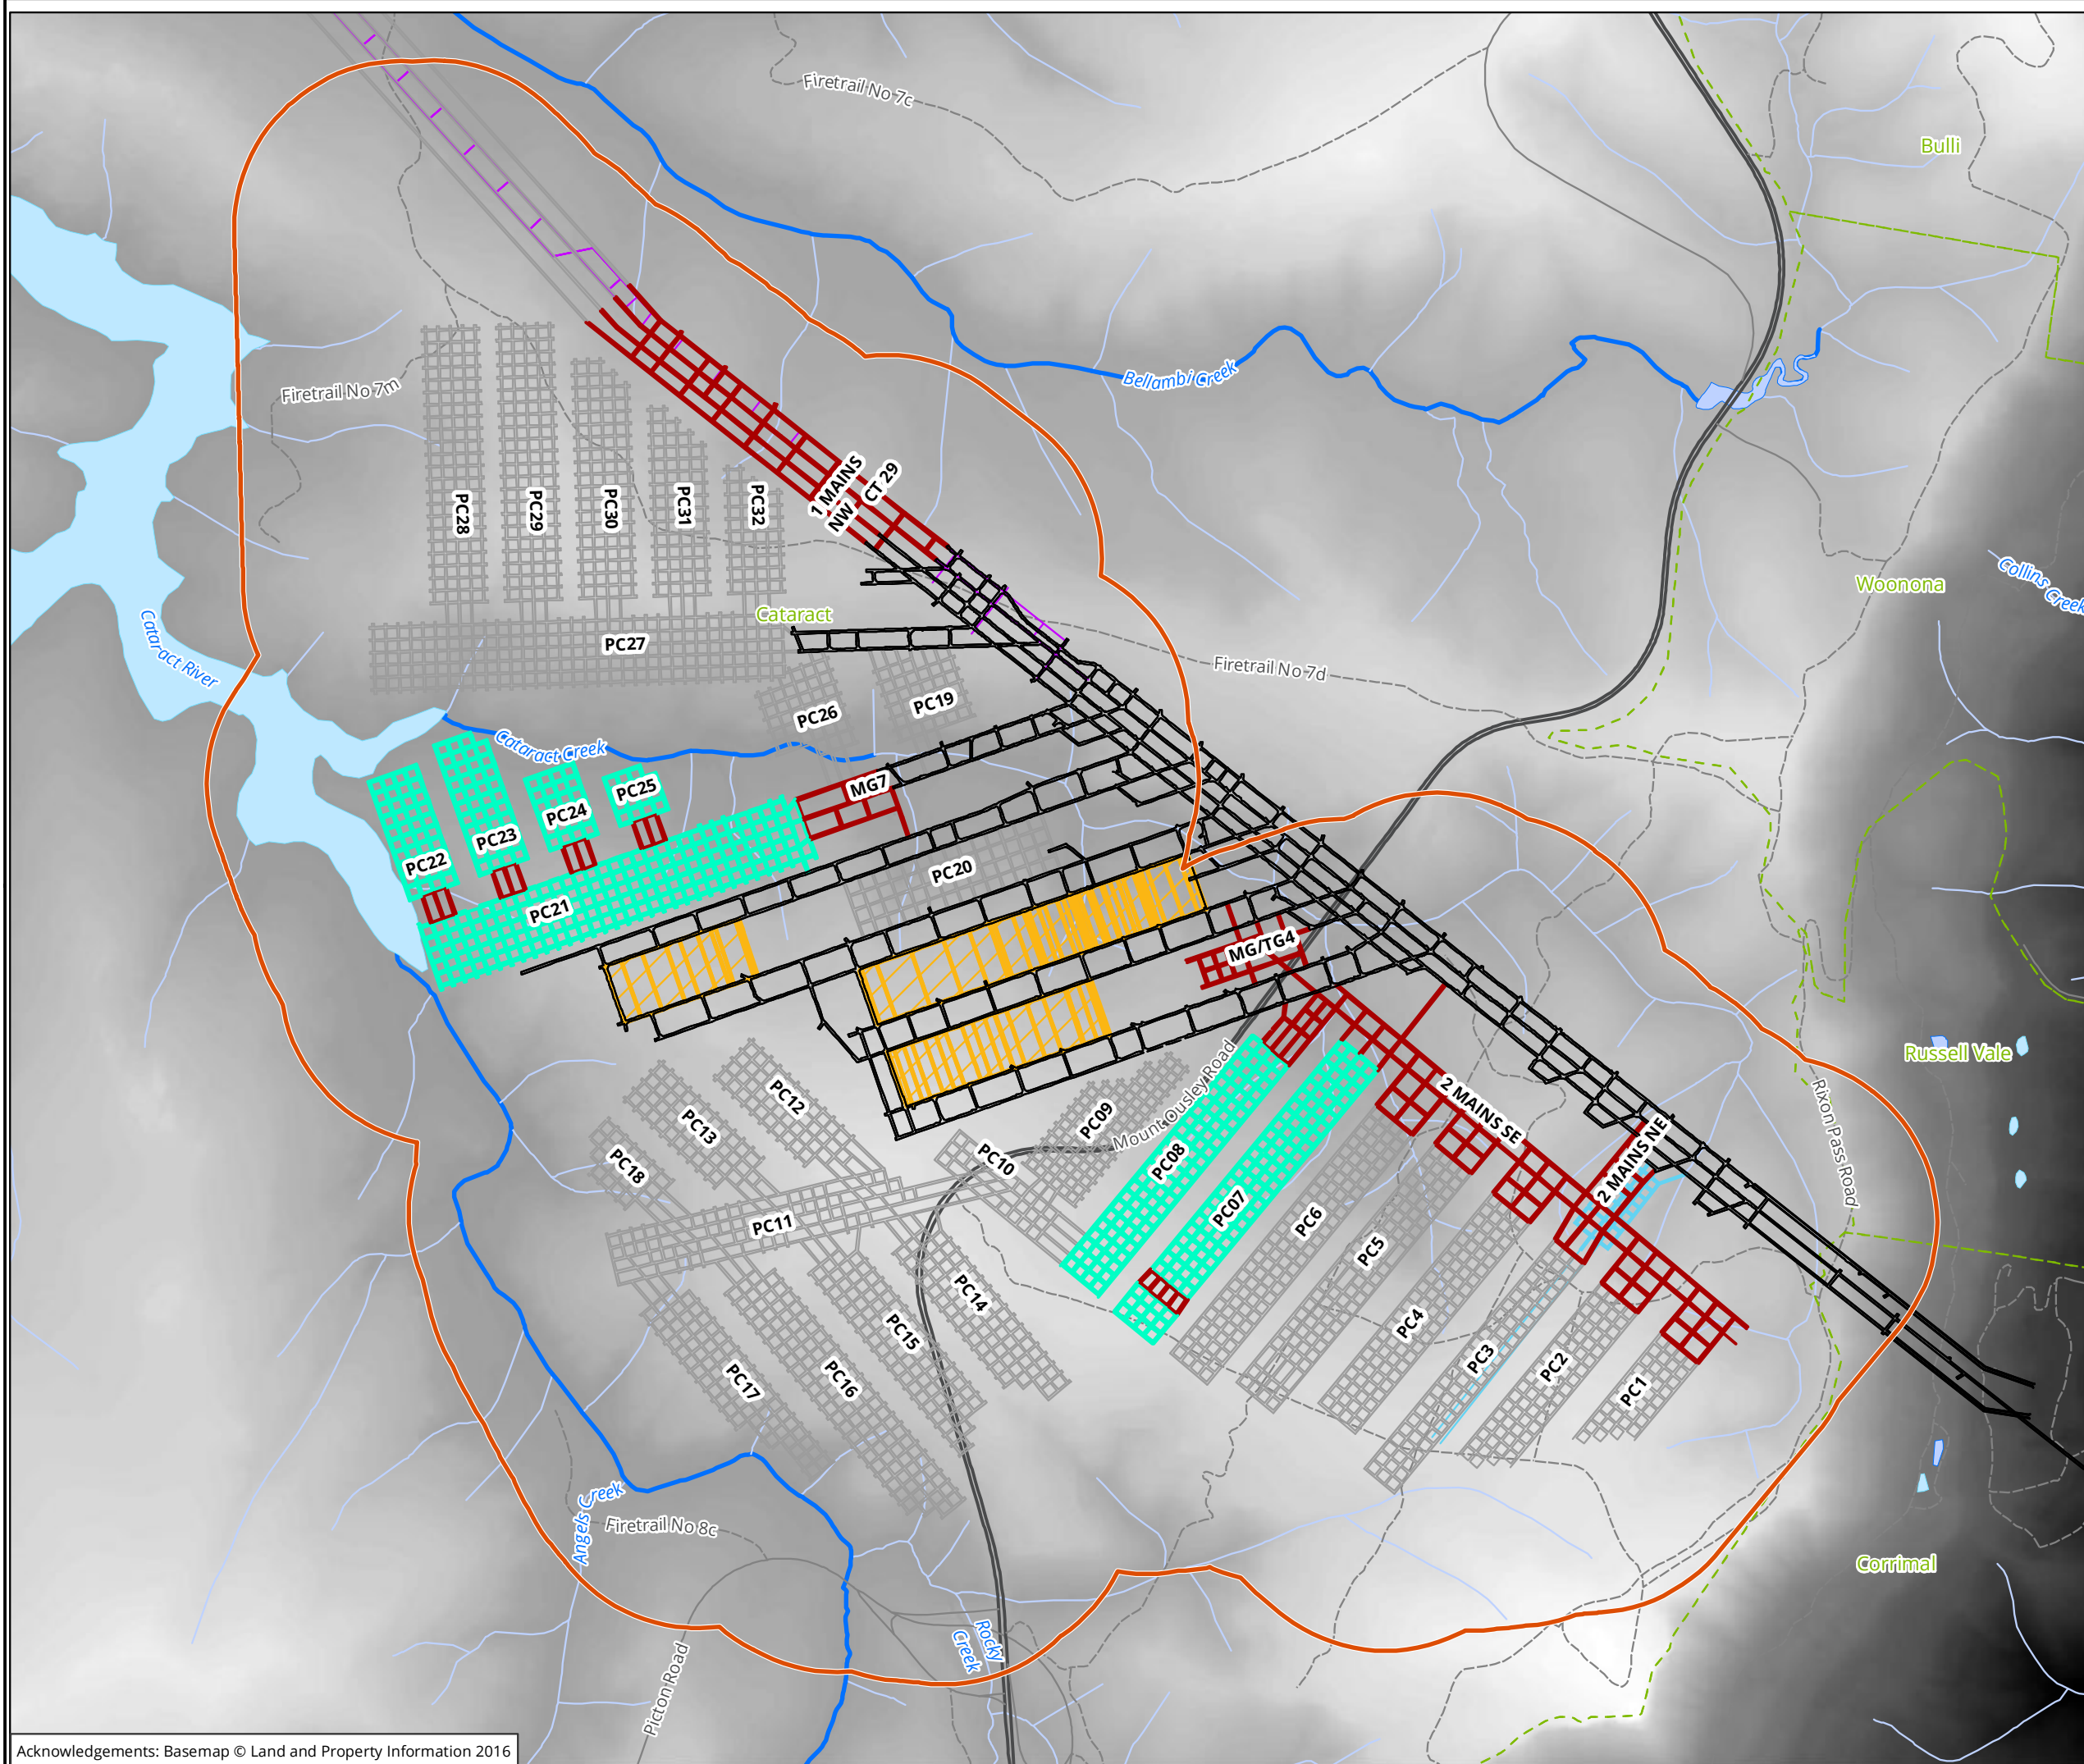 Firetrail No 7c
Bulli
Bellambi Creek
Firetrail No 7m
1 MAINS
NW
CT 29
PC28
PC29
PC30
PC31
PC32
Collins Creek
Woonona
Cataract
PC27
Cataract River
Firetrail No 7d
PC26
PC19
Cataract Creek
MG7
PC25
PC24
PC23
PC22
PC21
PC20
MG/TG4
Russell Vale
2 MAINS SE
2 MAINS NE
Rixon Pass Road
Mount Ousley Road
PC12
PC13
PC18
PC09
PC10
PC08
PC07
PC11
PC6
PC5
PC4
PC3
PC2
PC1
PC14
PC15
PC16
PC17
Angels Creek
Firetrail No 8c
Corrimal
Rocky
Creek
Picton Road
Acknowledgements: Basemap © Land and Property Information 2016